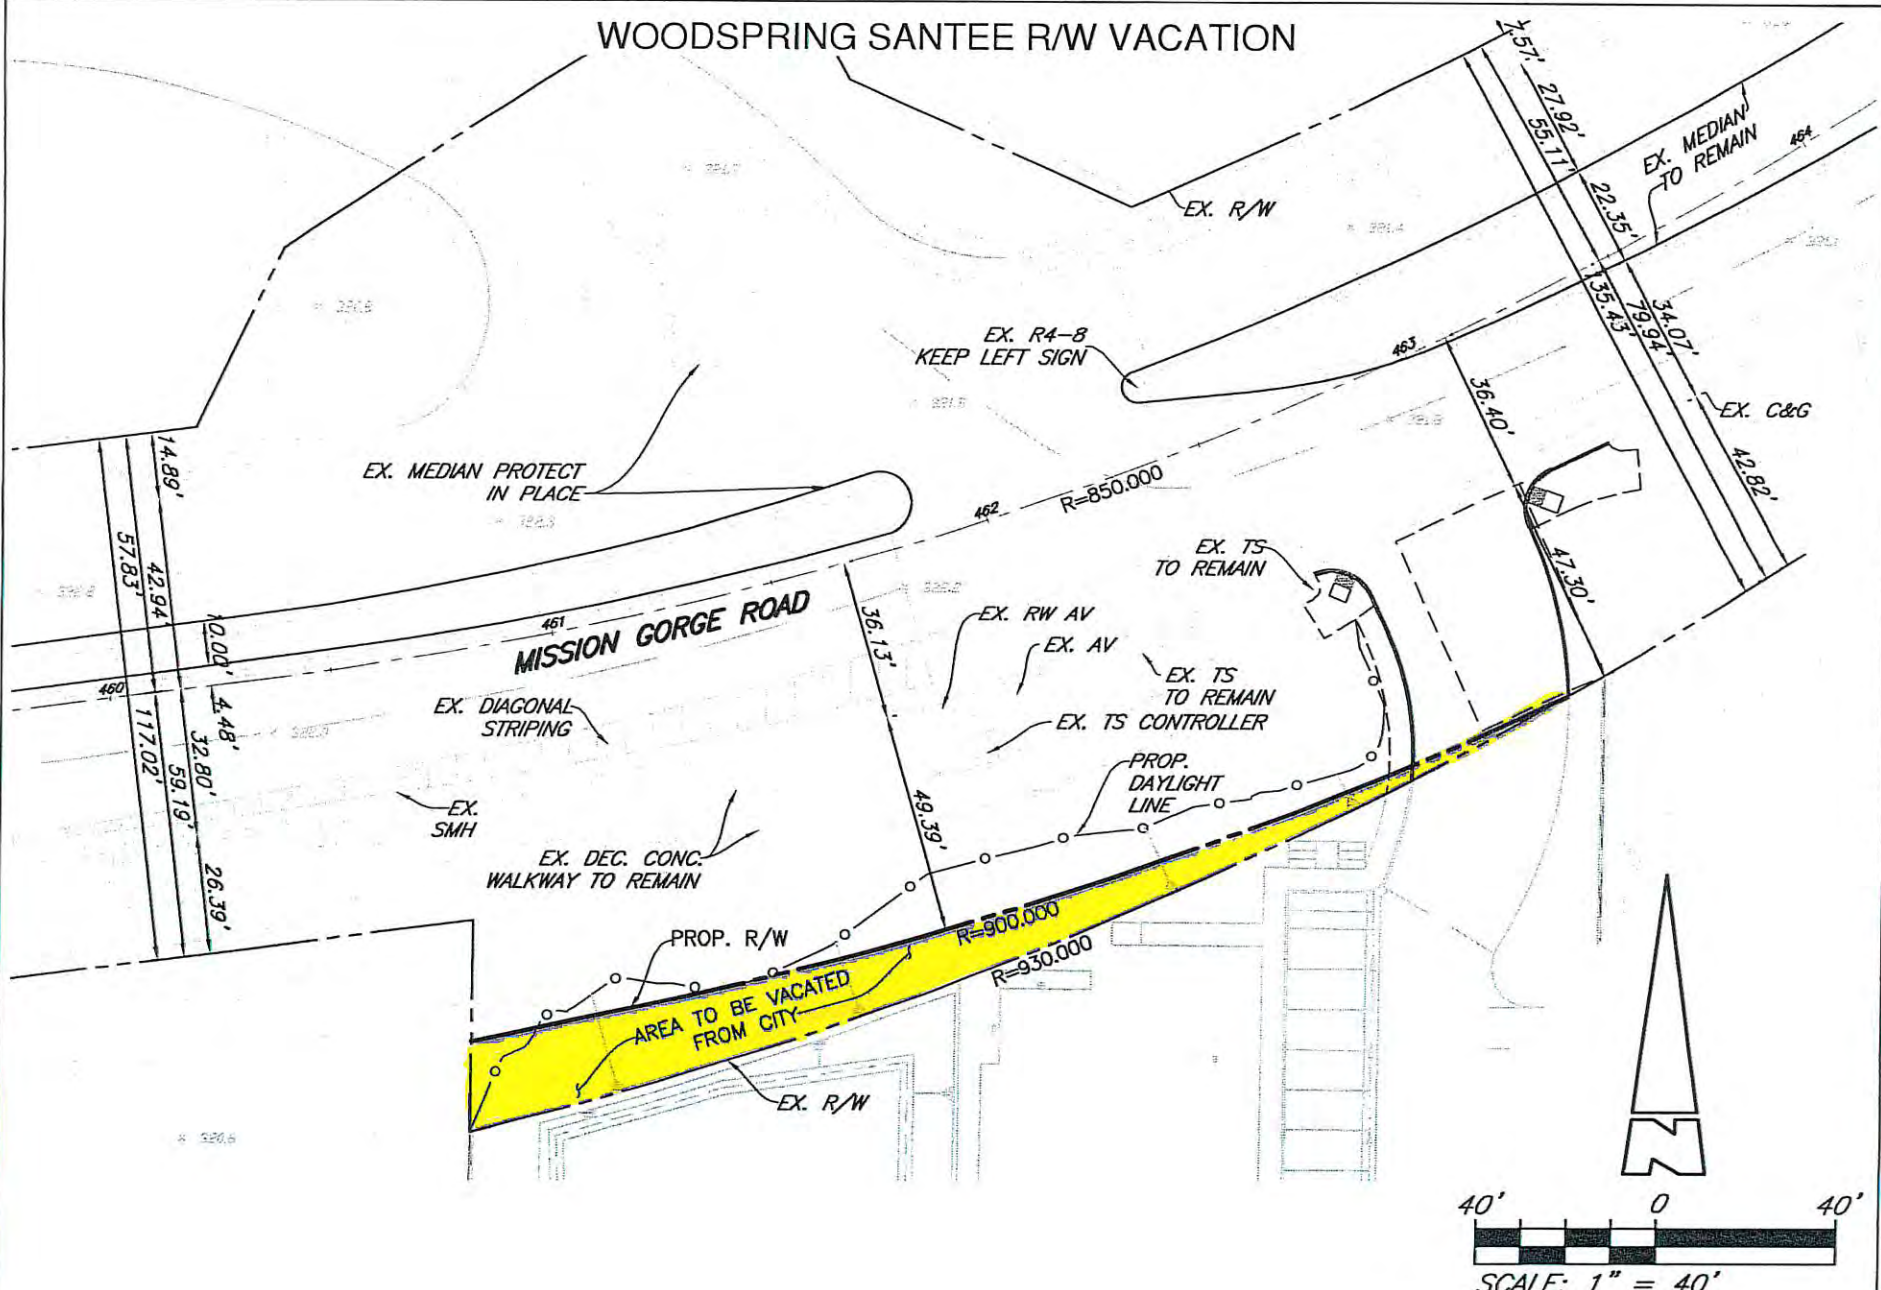 WOODSPRING SANTEE R/W VACATION
27.92'
55.11'
22.35'
EX. MEDIAN
TO REMAIN
464
EX. R/W
135.43'
79.94'
34.07'
EX. R4-8
KEEP LEFT SIGN
463
36.40'
EX. C&G
42.82'
14.89'
57.83'
42.94'
EX. MEDIAN PROTECT
IN PLACE
462
R=850.000
EX. TS
TO REMAIN
47.30'
10.00'
461
MISSION GORGE ROAD
36.13'
EX. RW AV
EX. AV
EX. TS
TO REMAIN
EX. TS CONTROLLER
460
4.48'
117.02'
32.80'
59.19'
26.39'
EX. DIAGONAL
STRIPING
EX.
SMH
EX. DEC. CONC.
WALKWAY TO REMAIN
49.39'
PROP.
DAYLIGHT
LINE
PROP. R/W
R=900.000
R=930.000
AREA TO BE VACATED
FROM CITY
EX. R/W
N
40' 0 40'
SCALE: 1" = 40'